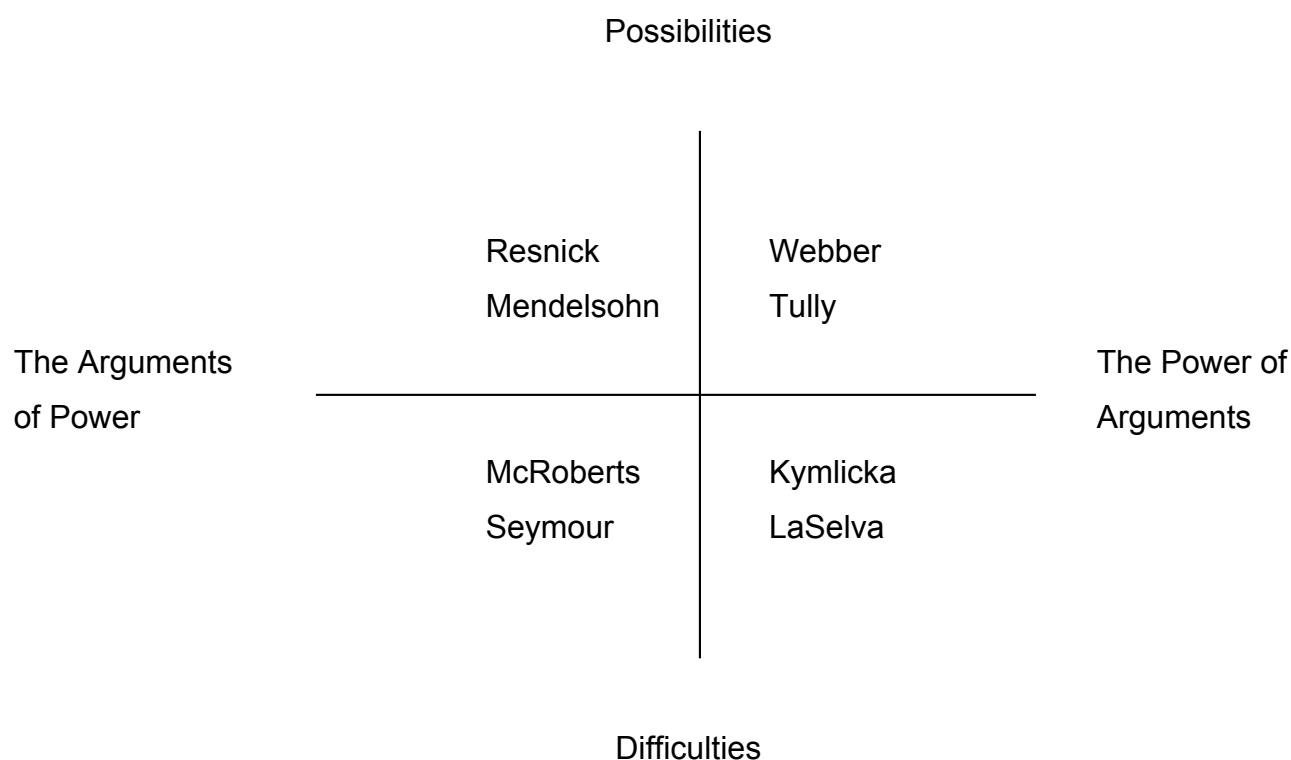 Possibilities
Resnick
Webber
Mendelsohn
Tully
The Arguments
of Power
The Power of
Arguments
McRoberts
Kymlicka
Seymour
LaSelva
Difficulties